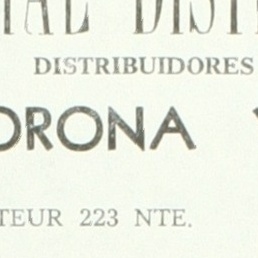 DISTRIBUIDORES
ORONA
TEUR 223 NTE.